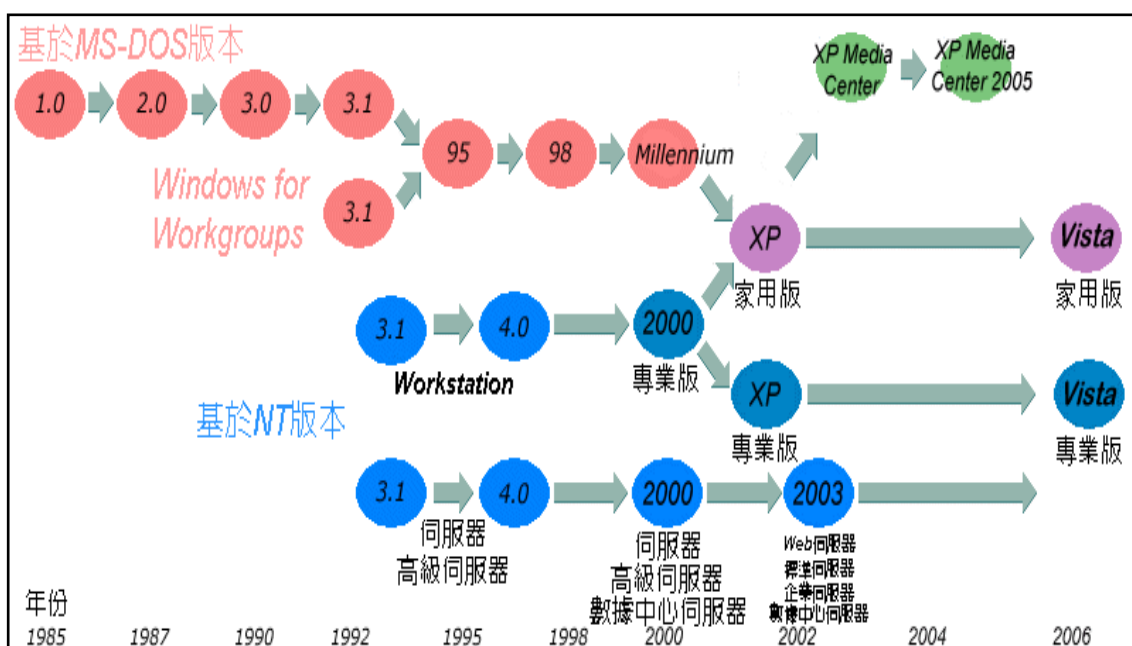 基於MS-DOS版本
XP Media
Center
XP Media
Center 2005
1.0
2.0
3.0
3.1
95
98
Millennium
Windows for
Workgroups
3.1
XP
家用版
Vista
家用版
3.1
4.0
2000
專業版
Workstation
XP
專業版
Vista
專業版
基於NT版本
3.1
4.0
2000
2003
伺服器
高級伺服器
伺服器
高級伺服器
數據中心伺服器
Web伺服器
標準伺服器
企業伺服器
數據中心伺服器
年份
1985
1987
1990
1992
1995
1998
2000
2002
2004
2006